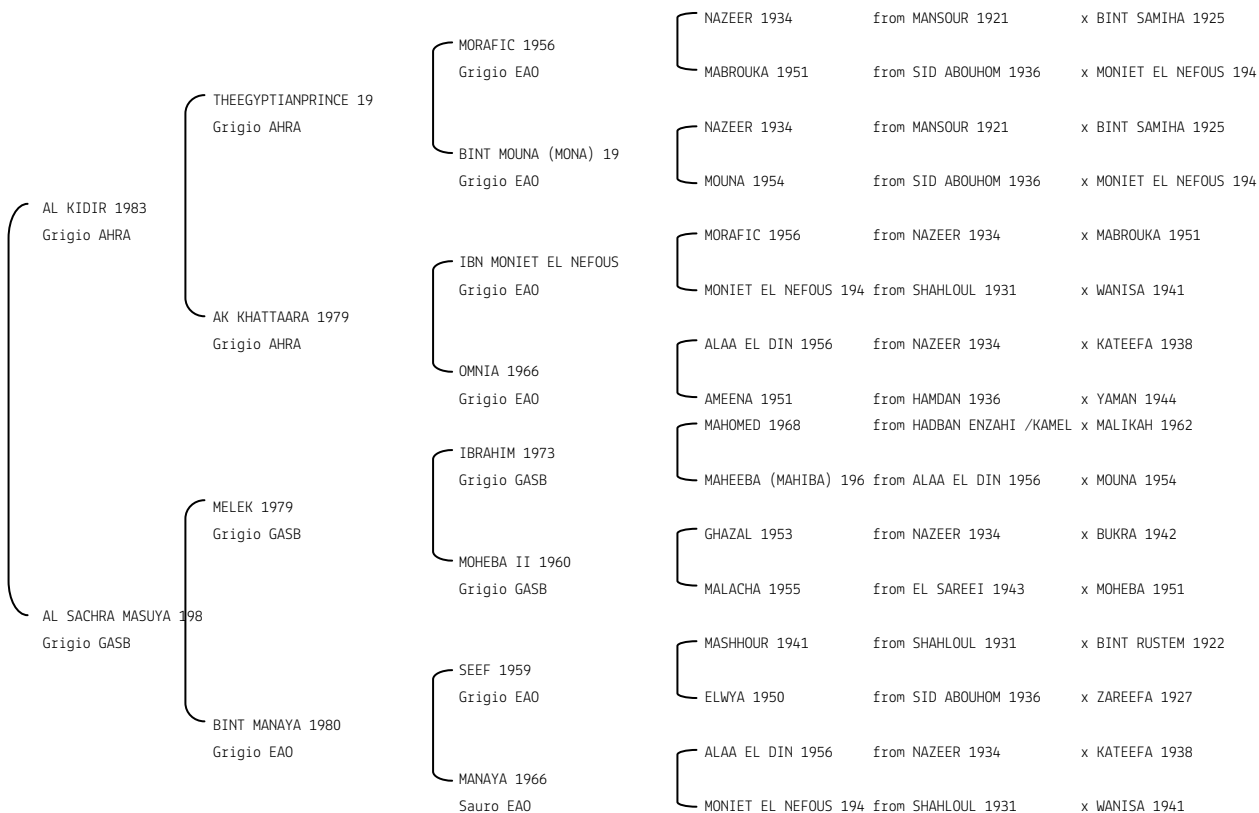 NAZEER 1934 from MANSOUR 1921 x BINT SAMIHA 1925
MORAFIC 1956
Grigio EAO
MABROUKA 1951 from SID ABOUHOM 1936 x MONIET EL NEFOUS 194
THEEGYPTIANPRINCE 19
Grigio AHRA
NAZEER 1934 from MANSOUR 1921 x BINT SAMIHA 1925
BINT MOUNA (MONA) 19
Grigio EAO
MOUNA 1954 from SID ABOUHOM 1936 x MONIET EL NEFOUS 194
AL KIDIR 1983
Grigio AHRA
MORAFIC 1956 from NAZEER 1934 x MABROUKA 1951
IBN MONIET EL NEFOUS
Grigio EAO
MONIET EL NEFOUS 194 from SHAHLOUL 1931 x WANISA 1941
AK KHATTAARA 1979
Grigio AHRA
ALAA EL DIN 1956 from NAZEER 1934 x KATEEFA 1938
OMNIA 1966
Grigio EAO
AMEENA 1951 from HAMDAN 1936 x YAMAN 1944
MAHOMED 1968 from HADBAN ENZAHI /KAMEL x MALIKAH 1962
IBRAHIM 1973
Grigio GASB
MAHEEBA (MAHIBA) 196 from ALAA EL DIN 1956 x MOUNA 1954
MELEK 1979
Grigio GASB
GHAZAL 1953 from NAZEER 1934 x BUKRA 1942
MOHEBA II 1960
Grigio GASB
MALACHA 1955 from EL SAREEI 1943 x MOHEBA 1951
AL SACHRA MASUYA 198
Grigio GASB
MASHHOUR 1941 from SHAHLOUL 1931 x BINT RUSTEM 1922
SEEF 1959
Grigio EAO
ELWYA 1950 from SID ABOUHOM 1936 x ZAREEFA 1927
BINT MANAYA 1980
Grigio EAO
ALAA EL DIN 1956 from NAZEER 1934 x KATEEFA 1938
MANAYA 1966
Sauro EAO
MONIET EL NEFOUS 194 from SHAHLOUL 1931 x WANISA 1941